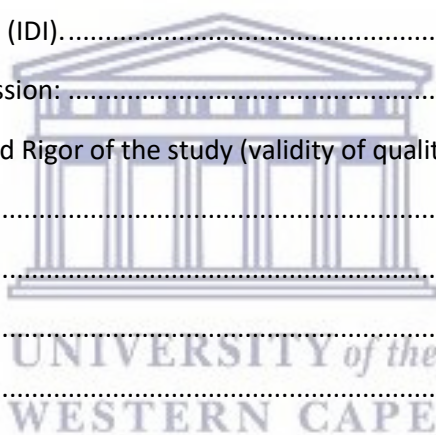 (IDI). ......................................................
ssion: ......................................................
d Rigor of the study (validity of qualit
......................................................
......................................................
......................................................
UNIVERSITY of the
......................................................
WESTERN CAPE